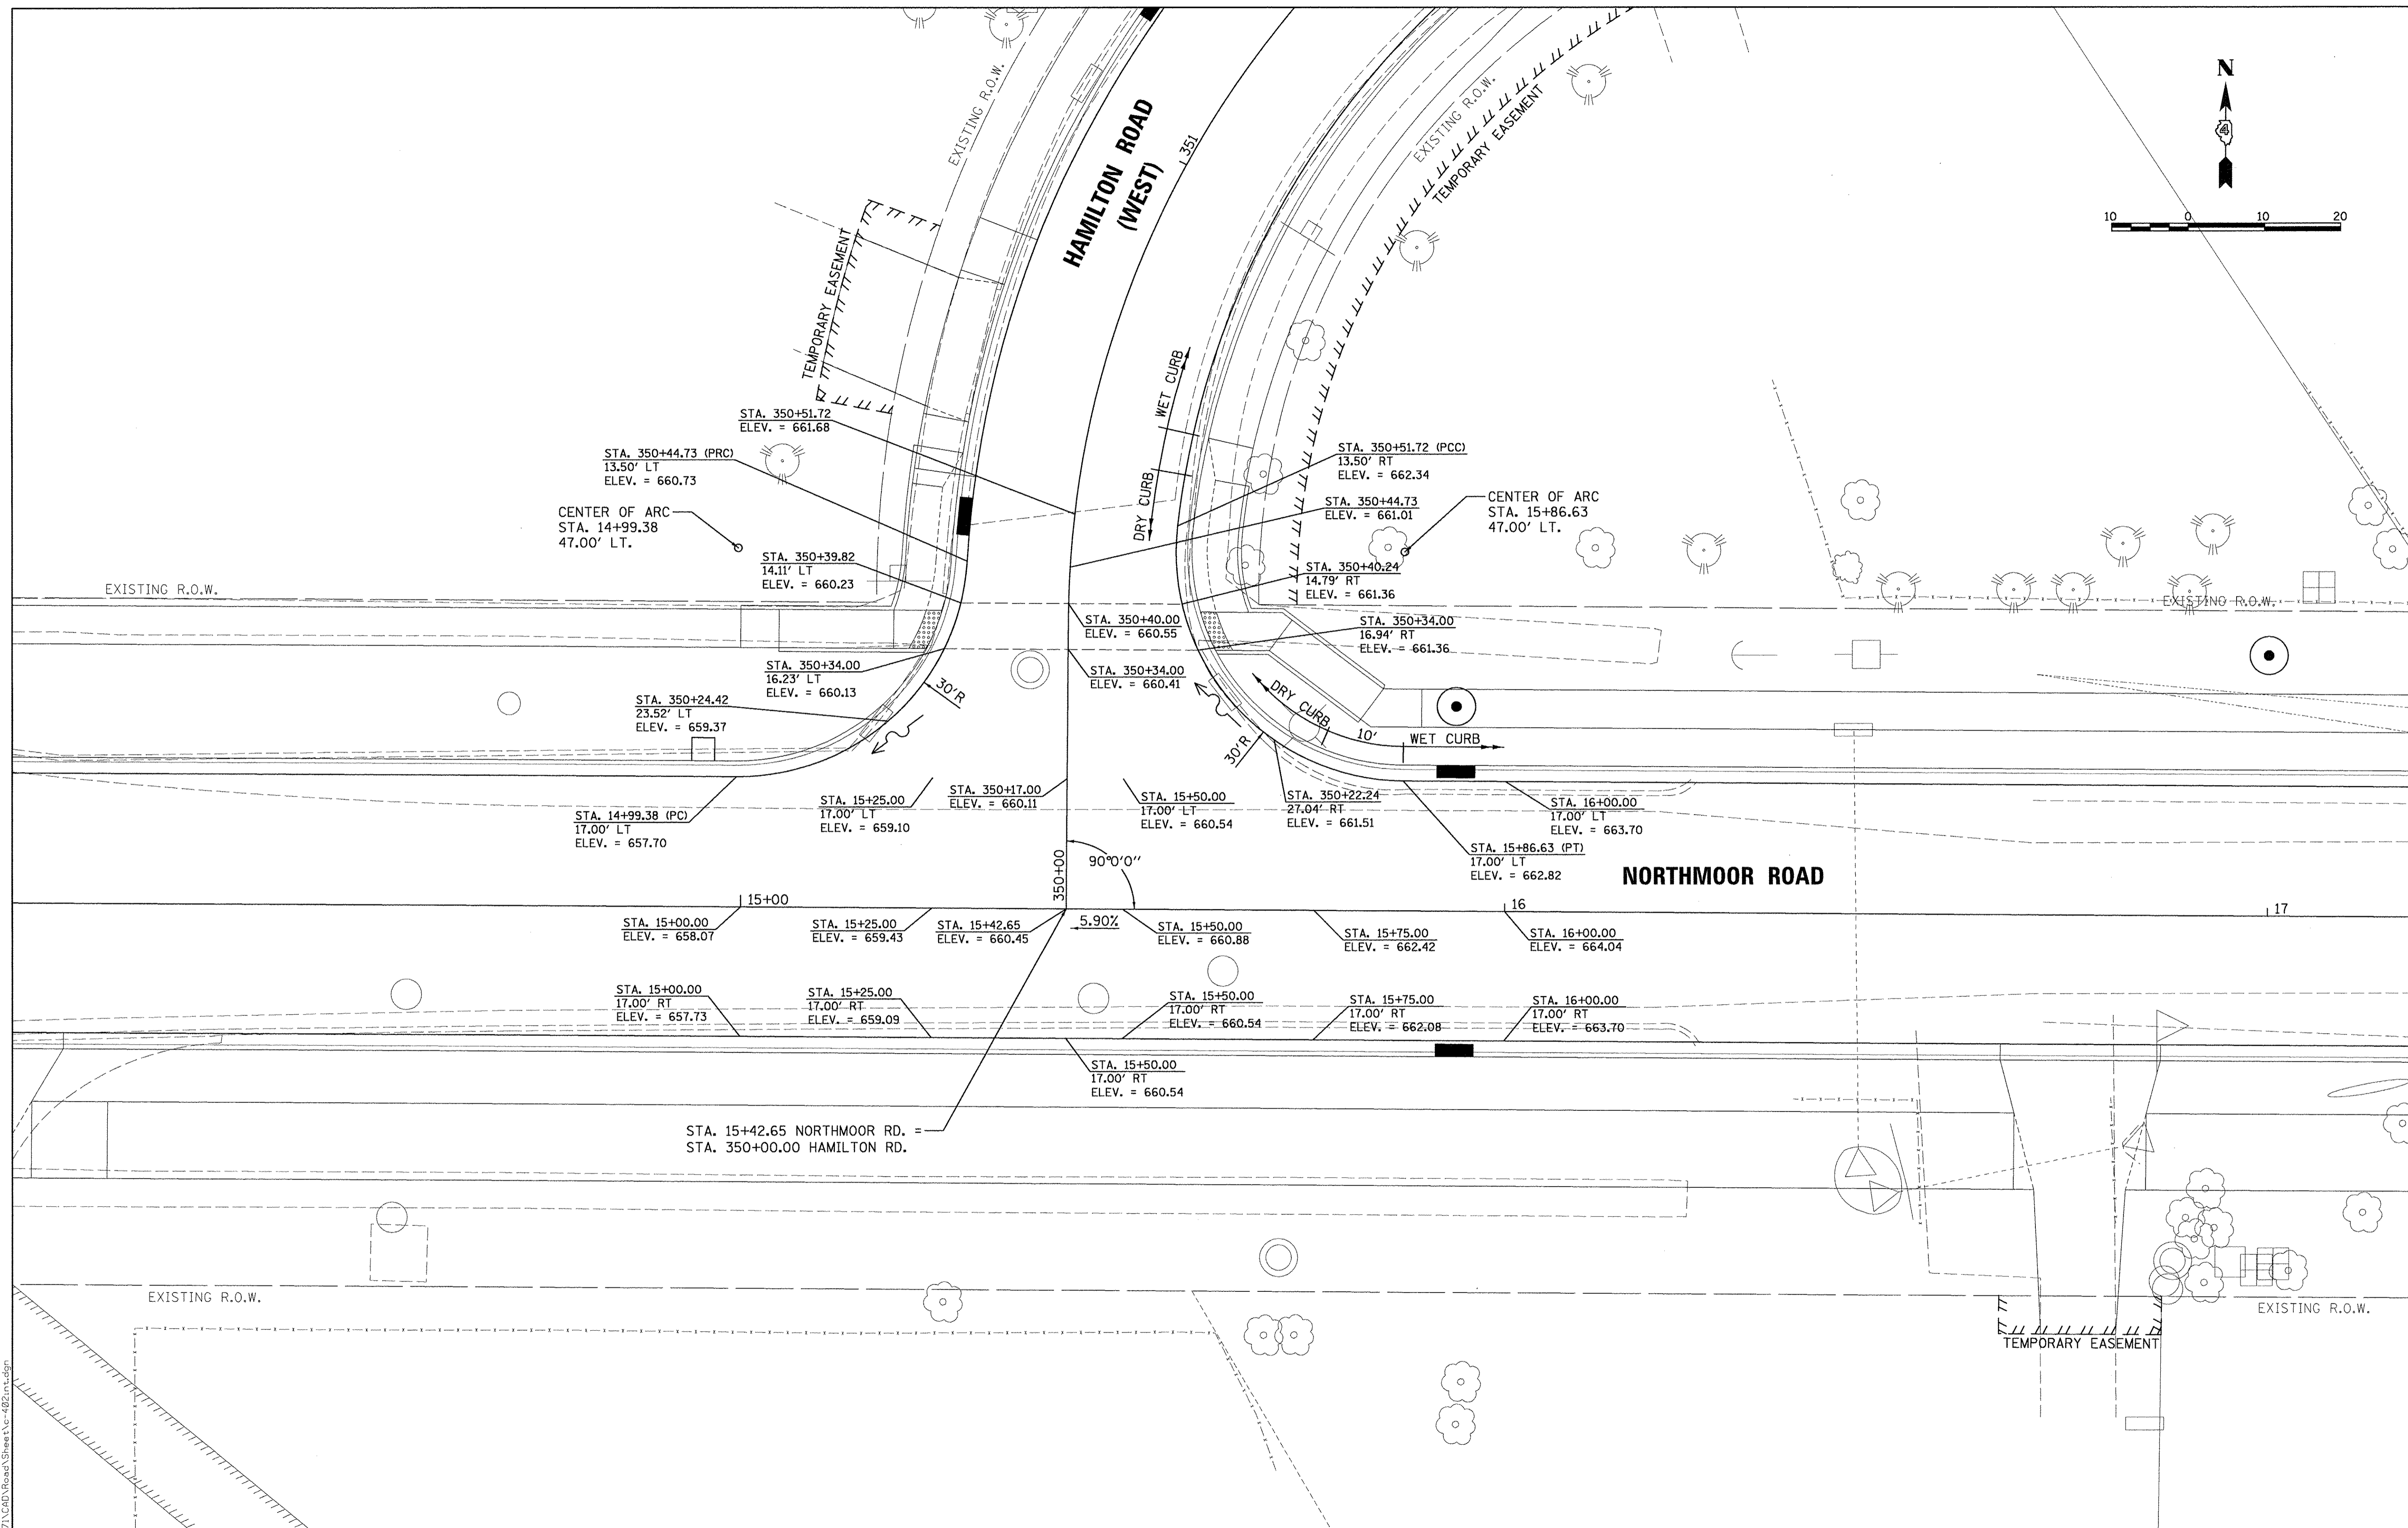 N
4
10 0 10 20
HAMILTON ROAD
(WEST)
351
EXISTING R.O.W.
EXISTING R.O.W.
TEMPORARY EASEMENT
TEMPORARY EASEMENT
WET CURB
DRY CURB
STA. 350+51.72
ELEV. = 661.68
STA. 350+44.73 (PRC)
13.50' LT
ELEV. = 660.73
CENTER OF ARC
STA. 14+99.38
47.00' LT.
STA. 350+39.82
14.11' LT
ELEV. = 660.23
STA. 350+51.72 (PCC)
13.50' RT
ELEV. = 662.34
STA. 350+44.73
ELEV. = 661.01
CENTER OF ARC
STA. 15+86.63
47.00' LT.
STA. 350+40.24
14.79' RT
ELEV. = 661.36
EXISTING R.O.W.
EXISTING R.O.W.
STA. 350+40.00
ELEV. = 660.55
STA. 350+34.00
16.94' RT
ELEV. = 661.36
STA. 350+34.00
16.23' LT
ELEV. = 660.13
STA. 350+34.00
ELEV. = 660.41
STA. 350+24.42
23.52' LT
ELEV. = 659.37
30'R
DRY CURB
10'
WET CURB
30'R
STA. 14+99.38 (PC)
17.00' LT
ELEV. = 657.70
STA. 15+25.00
17.00' LT
ELEV. = 659.10
STA. 350+17.00
ELEV. = 660.11
STA. 15+50.00
17.00' LT
ELEV. = 660.54
STA. 350+22.24
27.04' RT
ELEV. = 661.51
STA. 16+00.00
17.00' LT
ELEV. = 663.70
STA. 15+86.63 (PT)
17.00' LT
ELEV. = 662.82
350+00
90°0'0''
NORTHMOOR ROAD
15+00
16
17
5.90%
STA. 15+00.00
ELEV. = 658.07
STA. 15+25.00
ELEV. = 659.43
STA. 15+42.65
ELEV. = 660.45
STA. 15+50.00
ELEV. = 660.88
STA. 15+75.00
ELEV. = 662.42
STA. 16+00.00
ELEV. = 664.04
STA. 15+00.00
17.00' RT
ELEV. = 657.73
STA. 15+25.00
17.00' RT
ELEV. = 659.09
STA. 15+50.00
17.00' RT
ELEV. = 660.54
STA. 15+75.00
17.00' RT
ELEV. = 662.08
STA. 16+00.00
17.00' RT
ELEV. = 663.70
STA. 15+50.00
17.00' RT
ELEV. = 660.54
STA. 15+42.65 NORTHMOOR RD. =
STA. 350+00.00 HAMILTON RD.
EXISTING R.O.W.
EXISTING R.O.W.
TEMPORARY EASEMENT
71\CAD\Road\Sheet\c-402int.dgn